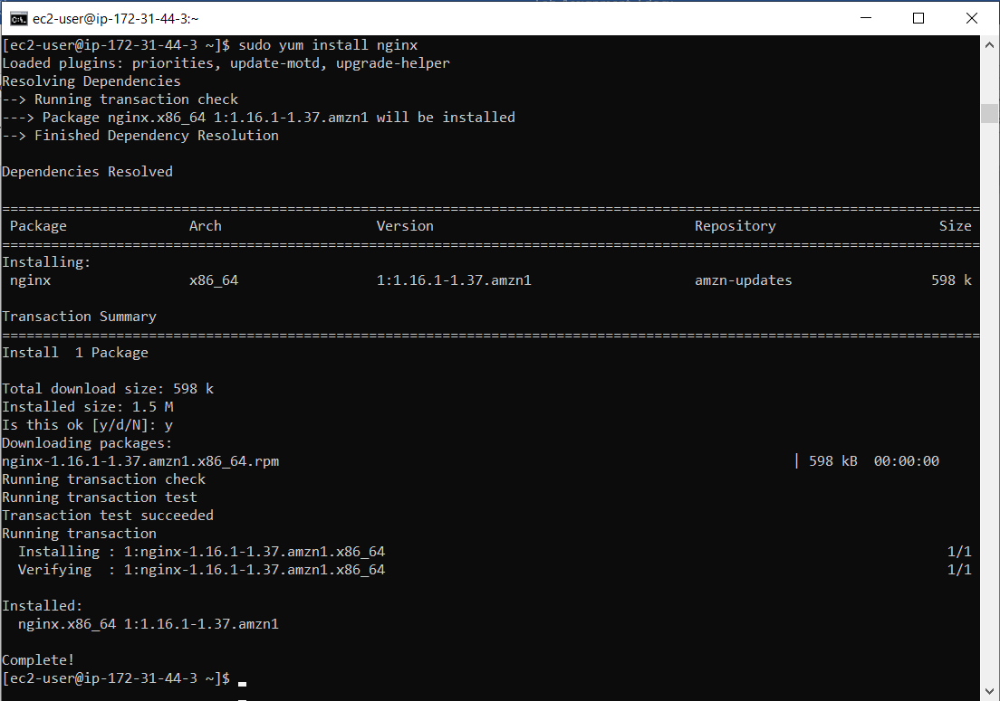 ec2-user@ip-172-31-44-3:~
[ec2-user@ip-172-31-44-3 ~]$ sudo yum install nginx
Loaded plugins: priorities, update-motd, upgrade-helper
Resolving Dependencies
--> Running transaction check
---> Package nginx.x86_64 1:1.16.1-1.37.amzn1 will be installed
--> Finished Dependency Resolution
Dependencies Resolved
================================================================================
Package Arch Version Repository Size
================================================================================
Installing:
nginx x86_64 1:1.16.1-1.37.amzn1 amzn-updates 598 k
Transaction Summary
================================================================================
Install  1 Package
Total download size: 598 k
Installed size: 1.5 M
Is this ok [y/d/N]: y
Downloading packages:
nginx-1.16.1-1.37.amzn1.x86_64.rpm | 598 kB  00:00:00
Running transaction check
Running transaction test
Transaction test succeeded
Running transaction
  Installing : 1:nginx-1.16.1-1.37.amzn1.x86_64 1/1
  Verifying  : 1:nginx-1.16.1-1.37.amzn1.x86_64 1/1
Installed:
  nginx.x86_64 1:1.16.1-1.37.amzn1
Complete!
[ec2-user@ip-172-31-44-3 ~]$